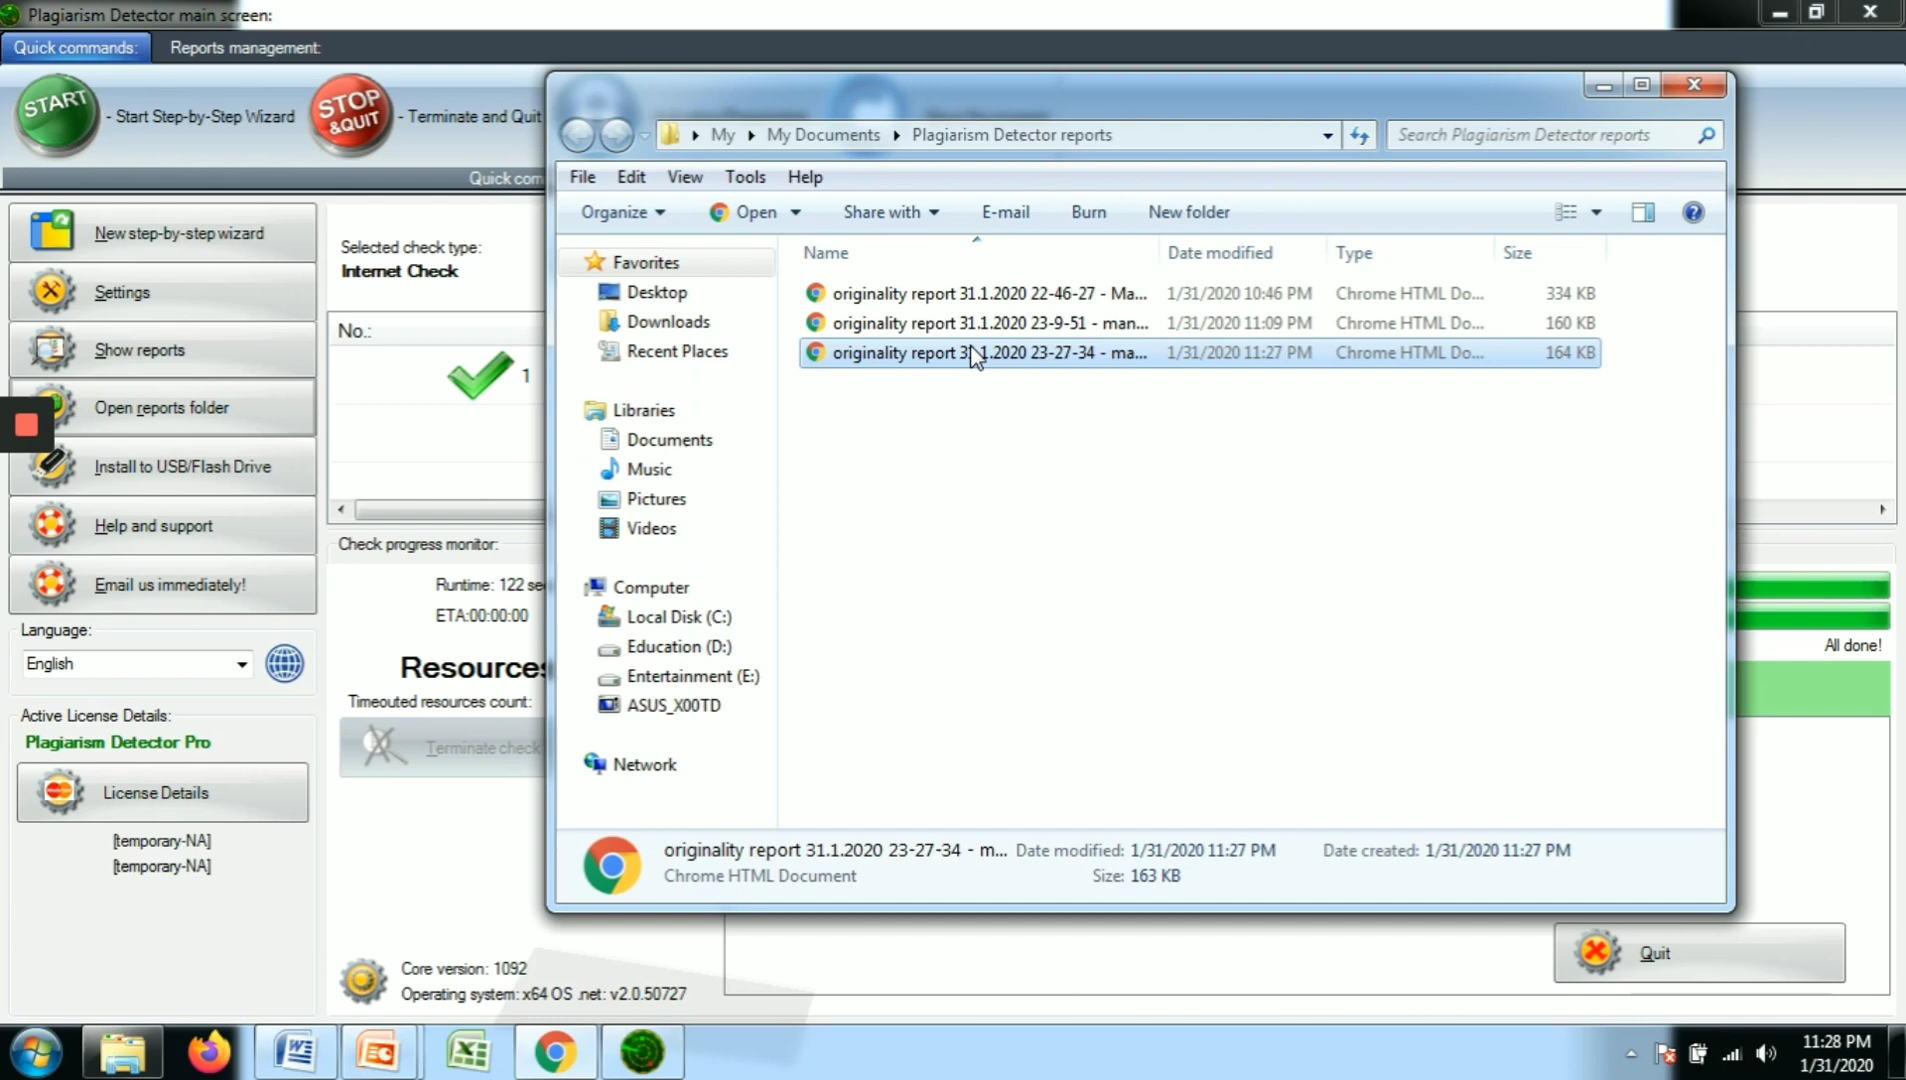 Plagiarism Detector main screen:
Quick commands:
Reports management:
START
- Start Step-by-Step Wizard
STOP
&QUIT
- Terminate and Quit
Quick com
New step-by-step wizard
Settings
Show reports
Open reports folder
Install to USB/Flash Drive
Help and support
Email us immediately!
Language:
English
Active License Details:
Plagiarism Detector Pro
License Details
[temporary-NA]
[temporary-NA]
Selected check type:
Internet Check
No.:
1
Check progress monitor:
Runtime: 122 se
ETA:00:00:00
Resources
Timeouted resources count:
Terminate check
Core version: 1092
Operating system: x64 OS .net: v2.0.50727
My
My Documents
Plagiarism Detector reports
Search Plagiarism Detector reports
File Edit View Tools Help
Organize Open Share with E-mail Burn New folder
Favorites
Desktop
Downloads
Recent Places
Libraries
Documents
Music
Pictures
Videos
Computer
Local Disk (C:)
Education (D:)
Entertainment (E:)
ASUS_X00TD
Network
Name Date modified Type Size
originality report 31.1.2020 22-46-27 - Ma... 1/31/2020 10:46 PM Chrome HTML Do... 334 KB
originality report 31.1.2020 23-9-51 - man... 1/31/2020 11:09 PM Chrome HTML Do... 160 KB
originality report 31.1.2020 23-27-34 - ma... 1/31/2020 11:27 PM Chrome HTML Do... 164 KB
originality report 31.1.2020 23-27-34 - m... Date modified: 1/31/2020 11:27 PM Date created: 1/31/2020 11:27 PM
Chrome HTML Document Size: 163 KB
All done!
Quit
11:28 PM
1/31/2020